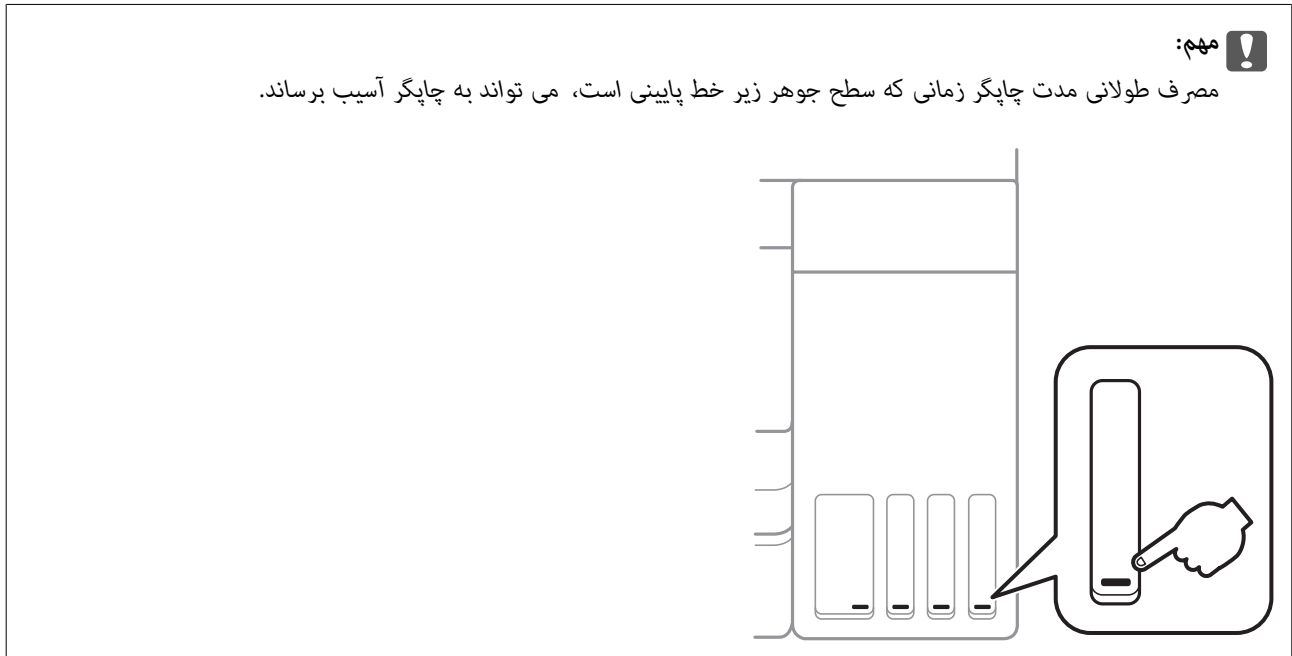 مهم:
مصرف طولانی مدت چاپگر زمانی که سطح جوهر زیر خط پایینی است، می تواند به چاپگر آسیب برساند.